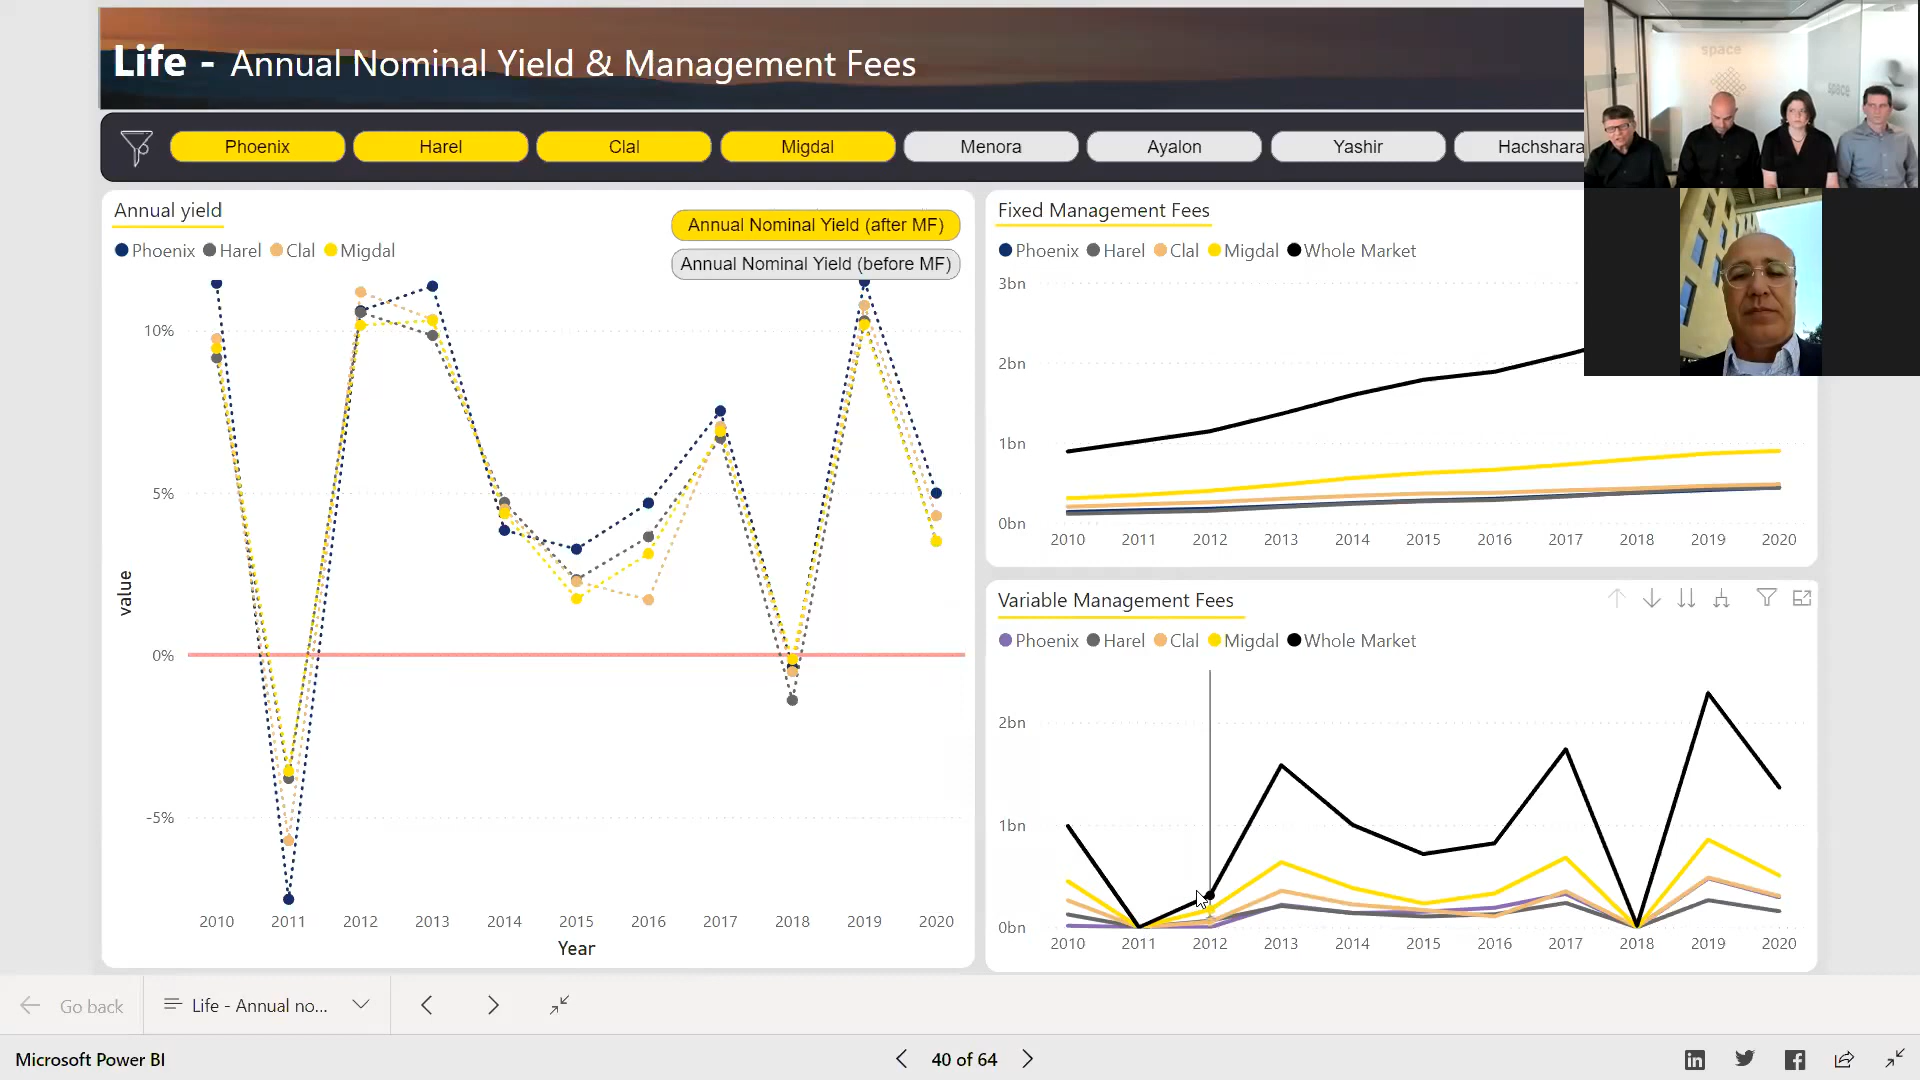 Life - Annual Nominal Yield & Management Fees
Phoenix Harel Clal Migdal Menora Ayalon Yashir Hachshara
Annual yield
Annual Nominal Yield (after MF)
Annual Nominal Yield (before MF)
Phoenix Harel Clal Migdal
10%
5%
0%
-5%
value
2010 2011 2012 2013 2014 2015 2016 2017 2018 2019 2020
Year
Fixed Management Fees
Phoenix Harel Clal Migdal Whole Market
3bn
2bn
1bn
0bn
2010 2011 2012 2013 2014 2015 2016 2017 2018 2019 2020
Variable Management Fees
Phoenix Harel Clal Migdal Whole Market
2bn
1bn
0bn
2010 2011 2012 2013 2014 2015 2016 2017 2018 2019 2020
space
space
Go back
Life - Annual no...
Microsoft Power BI
40 of 64